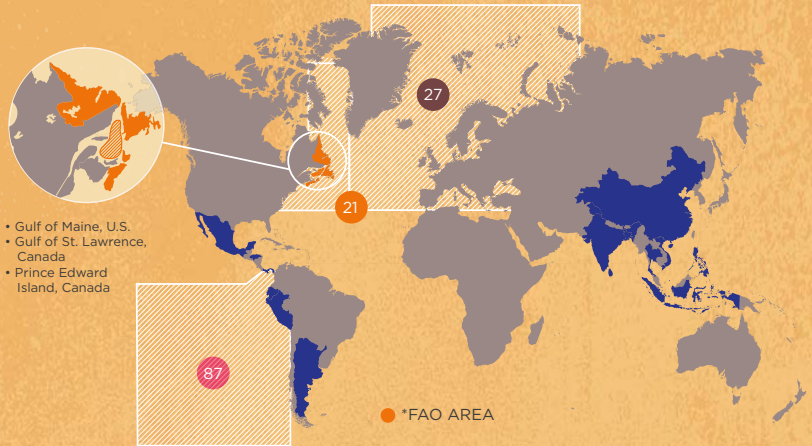 27
21
• Gulf of Maine, U.S.
• Gulf of St. Lawrence,
Canada
• Prince Edward
Island, Canada
87
*FAO AREA